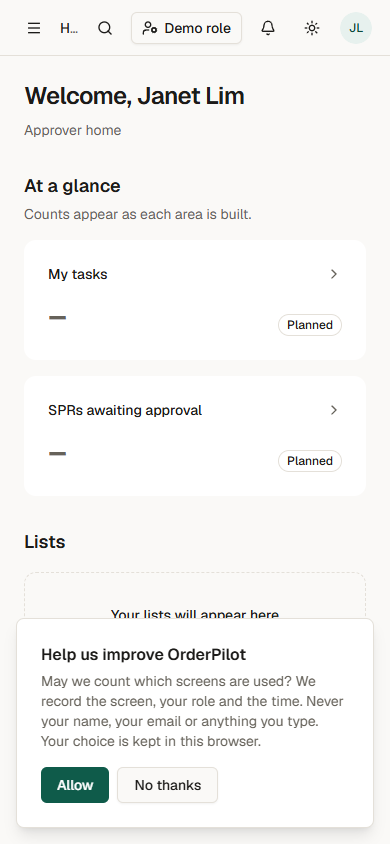 H...
Demo role
JL
Welcome, Janet Lim
Approver home
At a glance
Counts appear as each area is built.
My tasks
–
Planned
SPRs awaiting approval
–
Planned
Lists
Your lists will appear here
Help us improve OrderPilot
May we count which screens are used? We
record the screen, your role and the time. Never
your name, your email or anything you type.
Your choice is kept in this browser.
Allow
No thanks